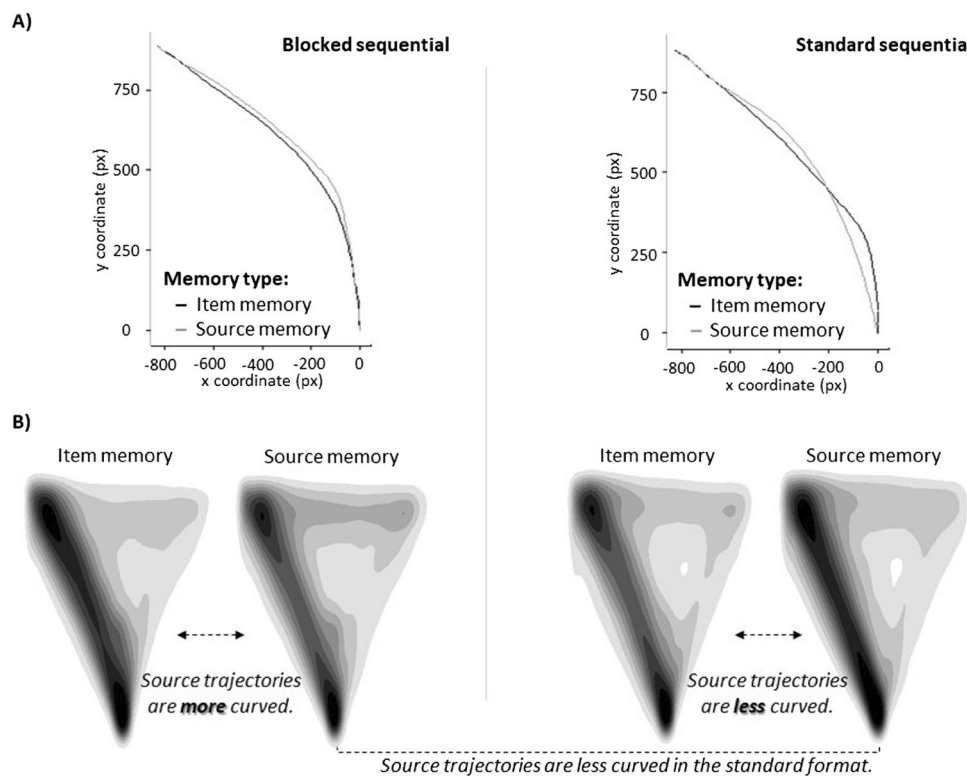 A)
Blocked sequential
y coordinate (px)
750
500
250
0
Memory type:
Item memory
Source memory
-800 -600 -400 -200 0
x coordinate (px)
Standard sequentia
y coordinate (px)
750
500
250
0
Memory type:
Item memory
Source memory
-800 -600 -400 -200 0
x coordinate (px)
B)
Item memory
Source memory
Source trajectories
are more curved.
Item memory
Source memory
Source trajectories
are less curved.
Source trajectories are less curved in the standard format.